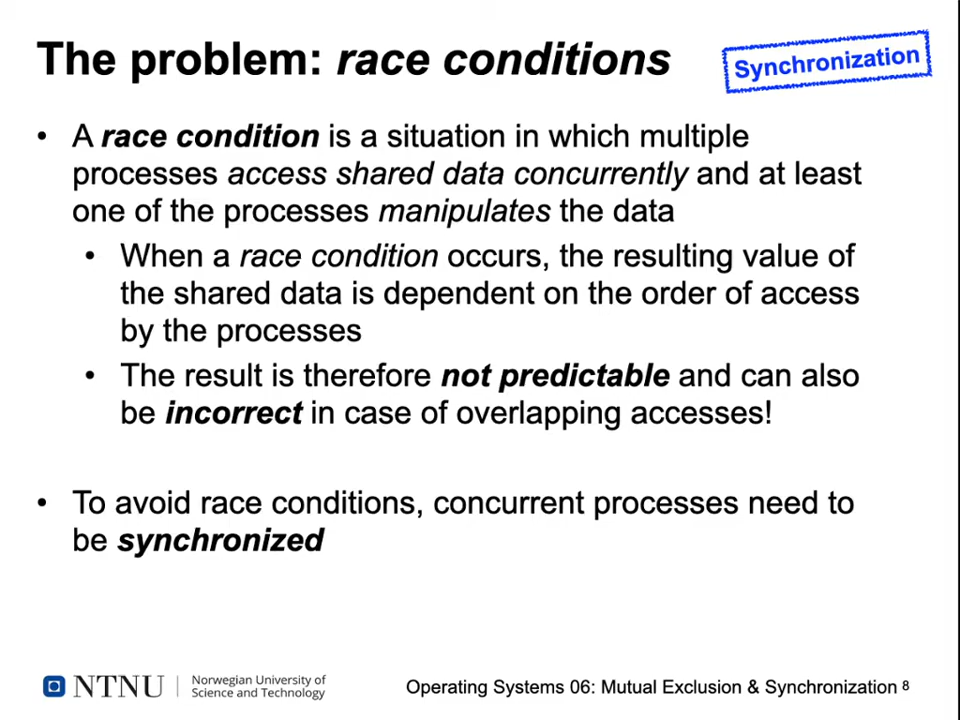 The problem: race conditions
Synchronization
• A race condition is a situation in which multiple
processes access shared data concurrently and at least
one of the processes manipulates the data
• When a race condition occurs, the resulting value of
the shared data is dependent on the order of access
by the processes
• The result is therefore not predictable and can also
be incorrect in case of overlapping accesses!
• To avoid race conditions, concurrent processes need to
be synchronized
NTNU
Norwegian University of
Science and Technology
Operating Systems 06: Mutual Exclusion & Synchronization 8